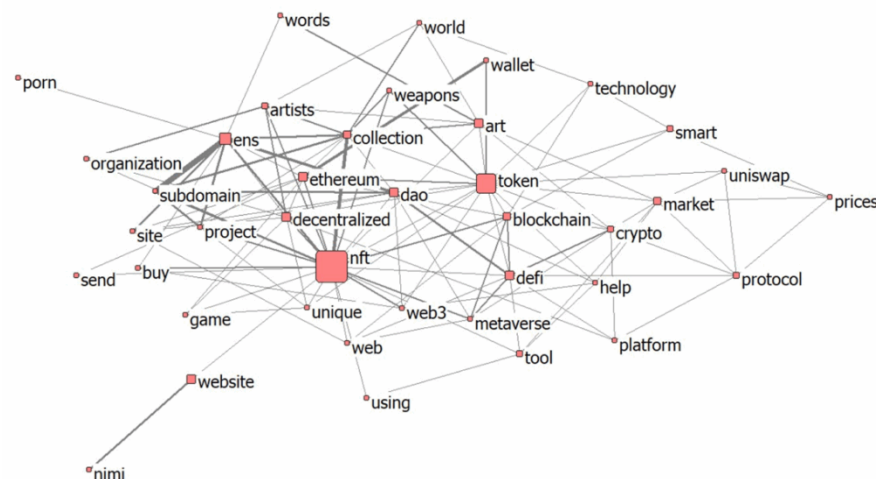 words
world
wallet
porn
technology
weapons
artists
art
smart
ens
collection
organization
uniswap
ethereum
token
subdomain
dao
prices
market
decentralized
blockchain
site
project
crypto
nft
buy
send
defi
protocol
help
unique
web3
game
metaverse
web
platform
tool
website
using
nimi